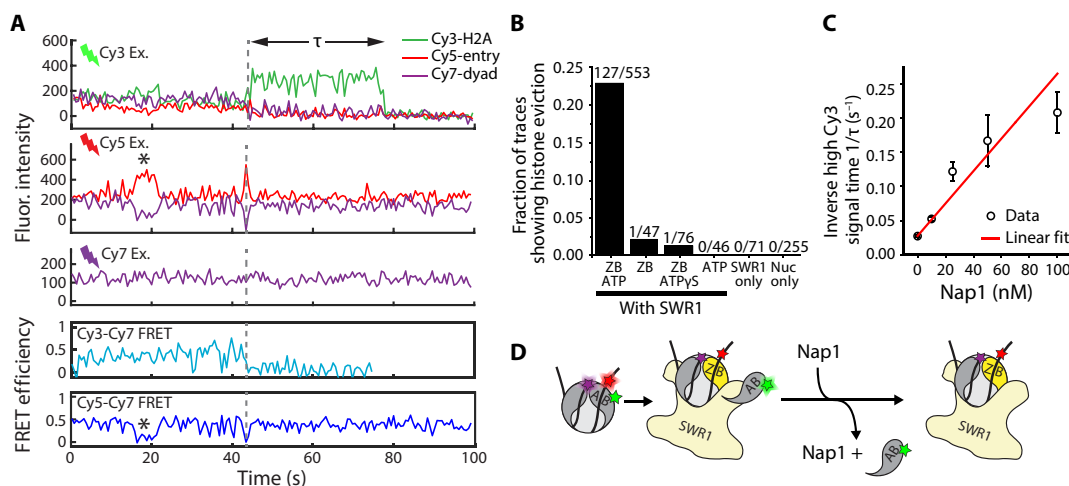 A
Fluor. intensity
FRET efficiency
600
400
200
0
Cy3 Ex.
τ
Cy3-H2A
Cy5-entry
Cy7-dyad
600
400
200
0
Cy5 Ex.
*
200
100
0
Cy7 Ex.
1
0.5
0
Cy3-Cy7 FRET
1
0.5
0
Cy5-Cy7 FRET
*
0 20 40 60 80 100
Time (s)
B
Fraction of traces
showing histone eviction
0.25
0.20
0.15
0.10
0.05
0.00
127/553
1/47
1/76
0/46
0/71
0/255
ZB
ATP
ZB
ZB
ATPγS
ATP
SWR1
only
Nuc
only
With SWR1
C
Inverse high Cy3
signal time 1/τ (s⁻¹)
0.25
0.20
0.15
0.10
0.05
0.00
Data
Linear fit
0 20 40 60 80 100
Nap1 (nM)
D
AB
ZB
AB
SWR1
Nap1
Nap1 +
AB
ZB
SWR1